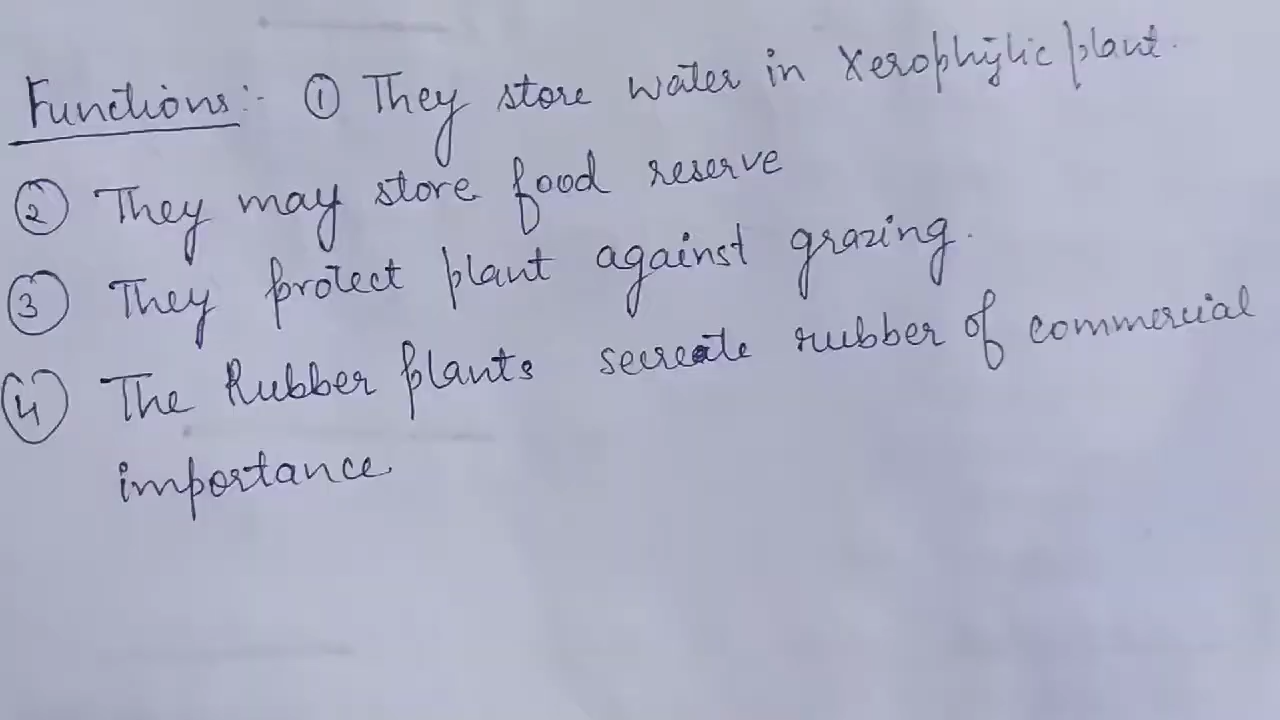 Functions:- ① They store water in Xerophylic plant.
② They may store food reserve
③ They protect plant against grazing.
④ The Rubber plants secreate rubber of commercial
importance